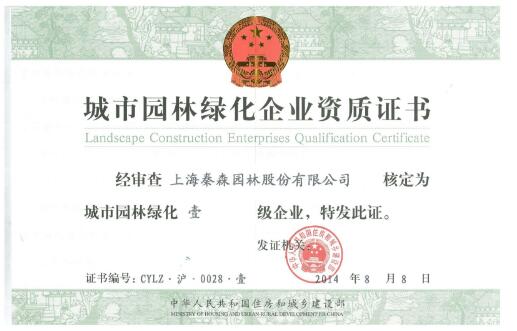 城市园林绿化企业资质证书
Landscape Construction Enterprises Qualification Certificate
经审查 上海秦森园林股份有限公司 核定为
城市园林绿化 壹 级企业，特发此证。
发证机关：
证书编号：CYLZ·沪·0028·壹 2014 年 8 月 8 日
中华人民共和国住房和城乡建设部
MINISTRY OF HOUSING AND URBAN-RURAL DEVELOPMENT P.R.CHINA